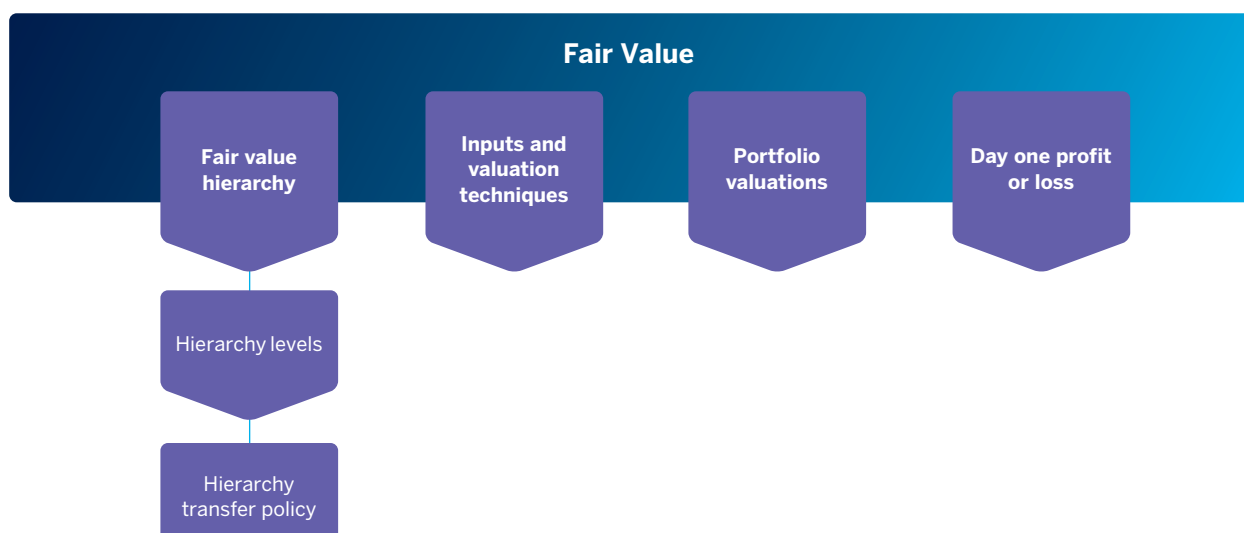 Fair Value
Fair value
hierarchy
Inputs and
valuation
techniques
Portfolio
valuations
Day one profit
or loss
Hierarchy levels
Hierarchy
transfer policy